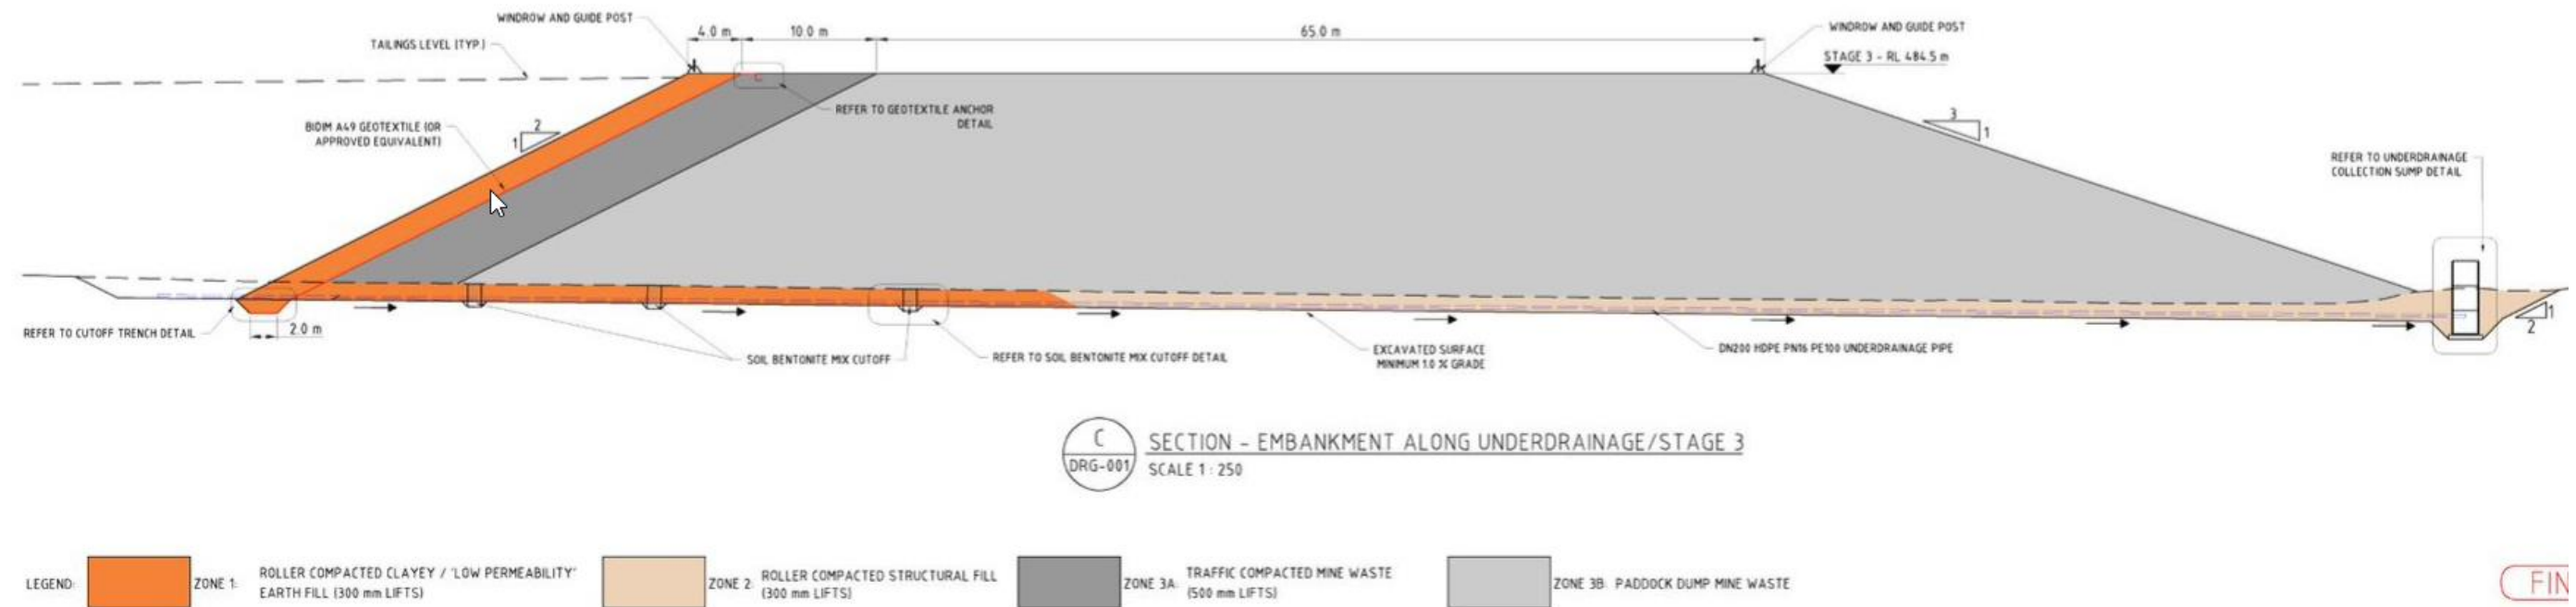 WINDROW AND GUIDE POST
4.0 m
10.0 m
65.0 m
WINDROW AND GUIDE POST
TAILINGS LEVEL (TYP.)
STAGE 3 - RL 484.5 m
REFER TO GEOTEXTILE ANCHOR
DETAIL
BIDIM A49 GEOTEXTILE (OR
APPROVED EQUIVALENT)
2
1
3
1
REFER TO UNDERDRAINAGE
COLLECTION SUMP DETAIL
REFER TO CUTOFF TRENCH DETAIL
2.0 m
SOIL BENTONITE MIX CUTOFF
REFER TO SOIL BENTONITE MIX CUTOFF DETAIL
EXCAVATED SURFACE
MINIMUM 1.0 % GRADE
DN200 HDPE PN16 PE100 UNDERDRAINAGE PIPE
1
2
C
DRG-001
SECTION - EMBANKMENT ALONG UNDERDRAINAGE/STAGE 3
SCALE 1 : 250
LEGEND:
ZONE 1:
ROLLER COMPACTED CLAYEY / 'LOW PERMEABILITY'
EARTH FILL (300 mm LIFTS)
ZONE 2:
ROLLER COMPACTED STRUCTURAL FILL
(300 mm LIFTS)
ZONE 3A:
TRAFFIC COMPACTED MINE WASTE
(500 mm LIFTS)
ZONE 3B: PADDOCK DUMP MINE WASTE
FIN